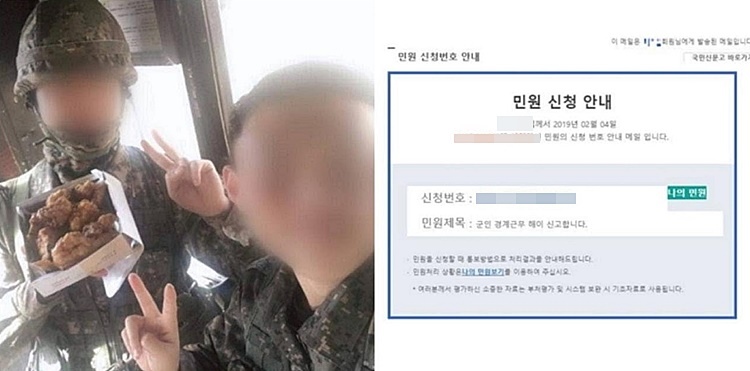 이 메일은
회원님에게 발송된 메일입니다
민원 신청번호 안내
국민신문고 바로가기
민원 신청 안내
께서 2019년 02월 04일
민원의 신청 번호 안내 메일 입니다.
신청번호 :
나의 민원
민원제목 : 군인 경계근무 해이 신고합니다.
· 민원을 신청할 때 통보방법으로 처리결과를 안내해드립니다.
· 민원처리 상황은 나의 민원보기를 이용하여 주십시오.
* 여러분께서 평가하신 소중한 자료는 부처평가 및 시스템 보완 시 기초자료로 사용됩니다.